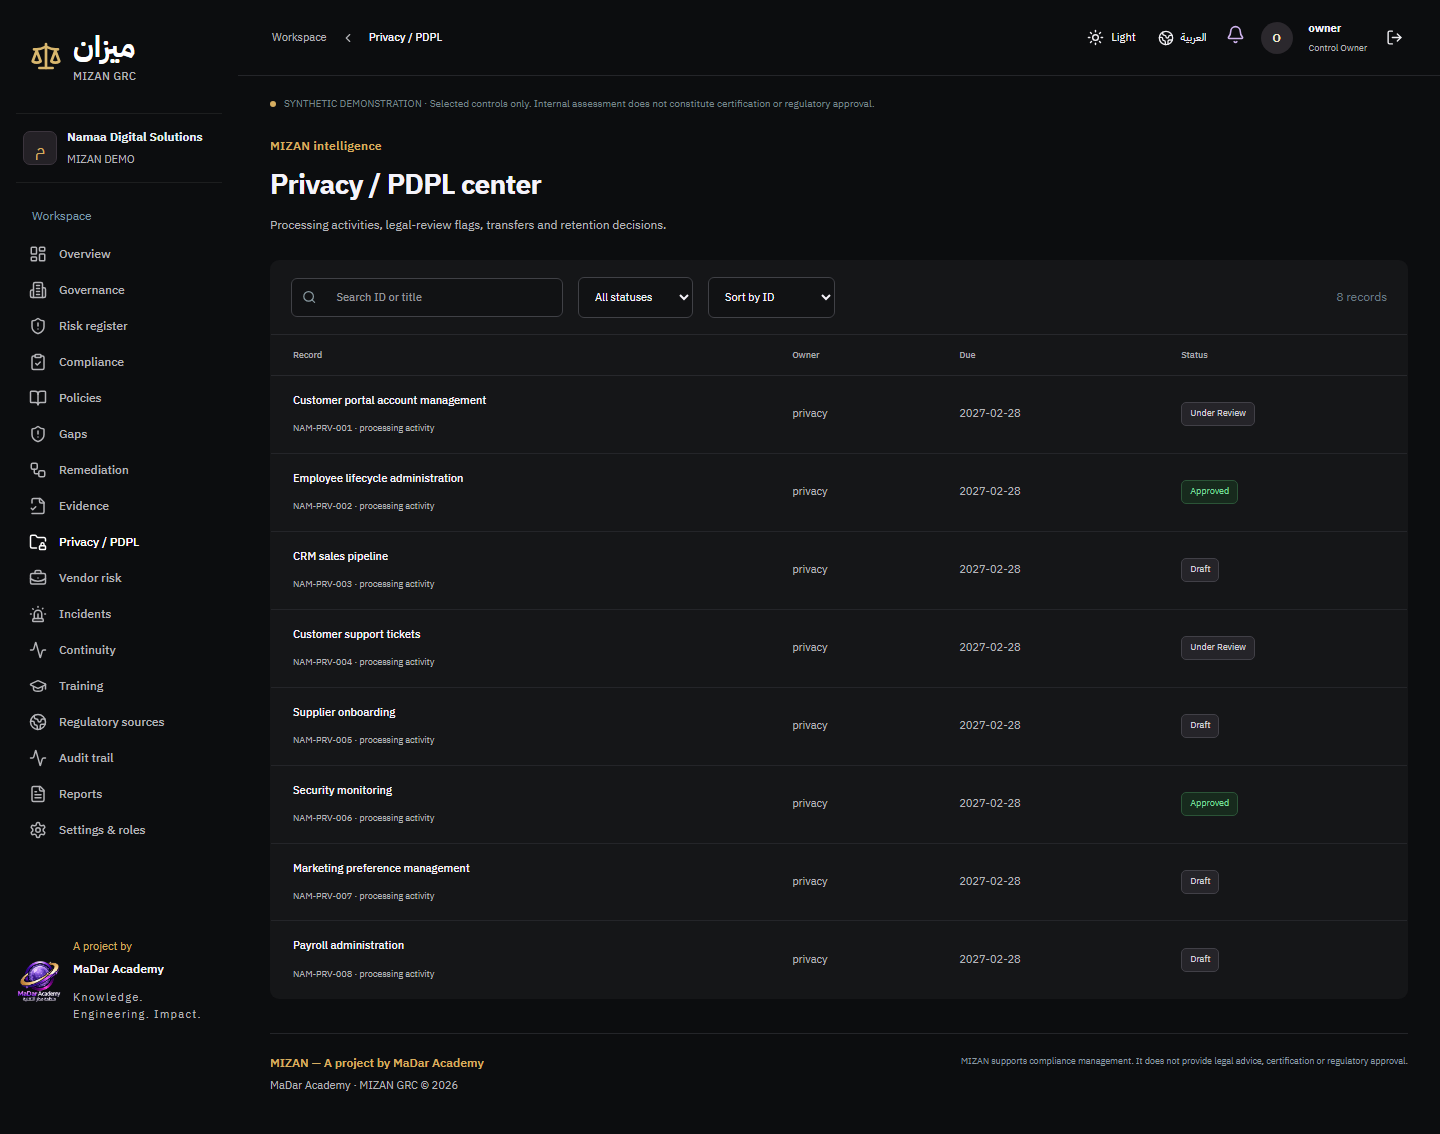 ميزان
MIZAN GRC
Namaa Digital Solutions
MIZAN DEMO
Workspace
Overview
Governance
Risk register
Compliance
Policies
Gaps
Remediation
Evidence
Privacy / PDPL
Vendor risk
Incidents
Continuity
Training
Regulatory sources
Audit trail
Reports
Settings & roles
A project by
MaDar Academy
Knowledge.
Engineering. Impact.
MaDar Academy
Workspace
Privacy / PDPL
Light
العربية
O
owner
Control Owner
SYNTHETIC DEMONSTRATION · Selected controls only. Internal assessment does not constitute certification or regulatory approval.
MIZAN intelligence
Privacy / PDPL center
Processing activities, legal-review flags, transfers and retention decisions.
Search ID or title
All statuses
Sort by ID
8 records
Record Owner Due Status
Customer portal account management
NAM-PRV-001 · processing activity
privacy 2027-02-28 Under Review
Employee lifecycle administration
NAM-PRV-002 · processing activity
privacy 2027-02-28 Approved
CRM sales pipeline
NAM-PRV-003 · processing activity
privacy 2027-02-28 Draft
Customer support tickets
NAM-PRV-004 · processing activity
privacy 2027-02-28 Under Review
Supplier onboarding
NAM-PRV-005 · processing activity
privacy 2027-02-28 Draft
Security monitoring
NAM-PRV-006 · processing activity
privacy 2027-02-28 Approved
Marketing preference management
NAM-PRV-007 · processing activity
privacy 2027-02-28 Draft
Payroll administration
NAM-PRV-008 · processing activity
privacy 2027-02-28 Draft
MIZAN — A project by MaDar Academy
MaDar Academy · MIZAN GRC © 2026
MIZAN supports compliance management. It does not provide legal advice, certification or regulatory approval.